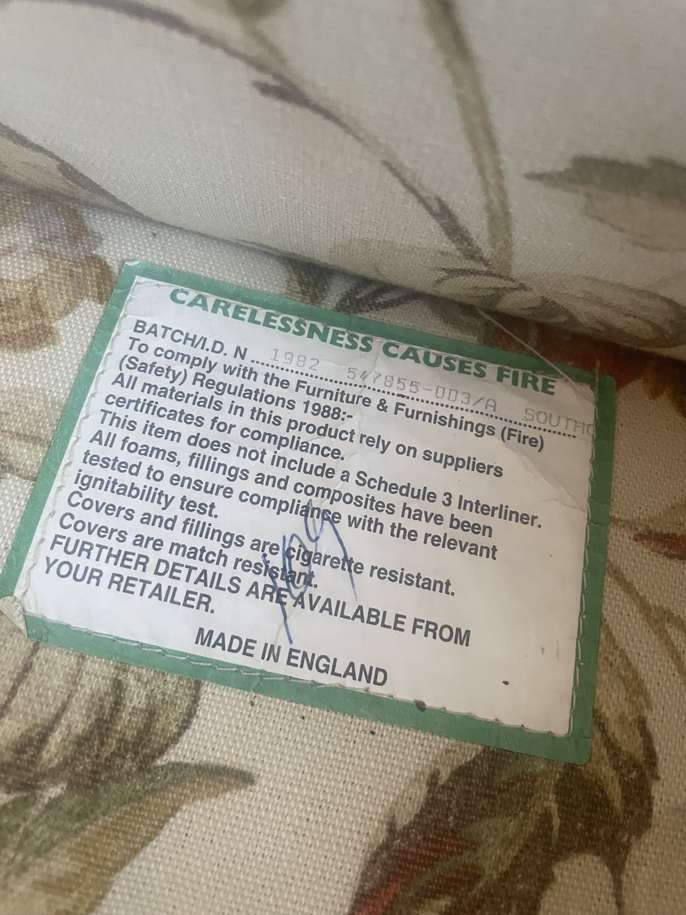 CARELESSNESS CAUSES FIRE
BATCH/I.D. N 1982 547855-003/A
To comply with the Furniture & Furnishings (Fire)
(Safety) Regulations 1988:-
All materials in this product rely on suppliers
certificates for compliance.
This item does not include a Schedule 3 Interliner.
All foams, fillings and composites have been
tested to ensure compliance with the relevant
ignitability test.
Covers and fillings are cigarette resistant.
Covers are match resistant.
FURTHER DETAILS ARE AVAILABLE FROM
YOUR RETAILER.
MADE IN ENGLAND